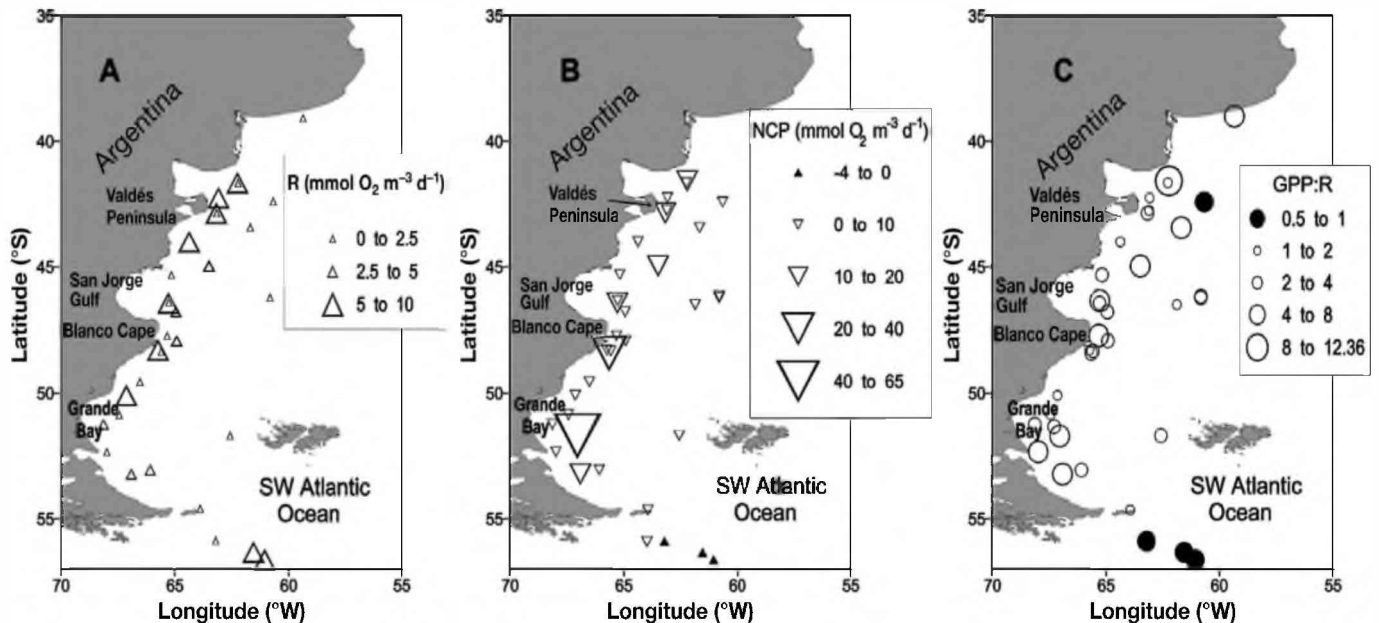 A
Argentina
R (mmol O₂ m⁻³ d⁻¹)
0 to 2.5
2.5 to 5
5 to 10
Valdés
Peninsula
San Jorge
Gulf
Blanco Cape
Grande
Bay
SW Atlantic
Ocean
35
40
45
50
55
Latitude (°S)
70
65
60
55
Longitude (°W)
B
Argentina
NCP (mmol O₂ m⁻³ d⁻¹)
-4 to 0
0 to 10
10 to 20
20 to 40
40 to 65
Valdés
Peninsula
San Jorge
Gulf
Blanco Cape
Grande
Bay
SW Atlantic
Ocean
35
40
45
50
55
Latitude (°S)
70
65
60
55
Longitude (°W)
C
Argentina
GPP:R
0.5 to 1
1 to 2
2 to 4
4 to 8
8 to 12.36
Valdés
Peninsula
San Jorge
Gulf
Blanco Cape
Grande
Bay
SW Atlantic
Ocean
35
40
45
50
55
Latitude (°S)
70
65
60
55
Longitude (°W)